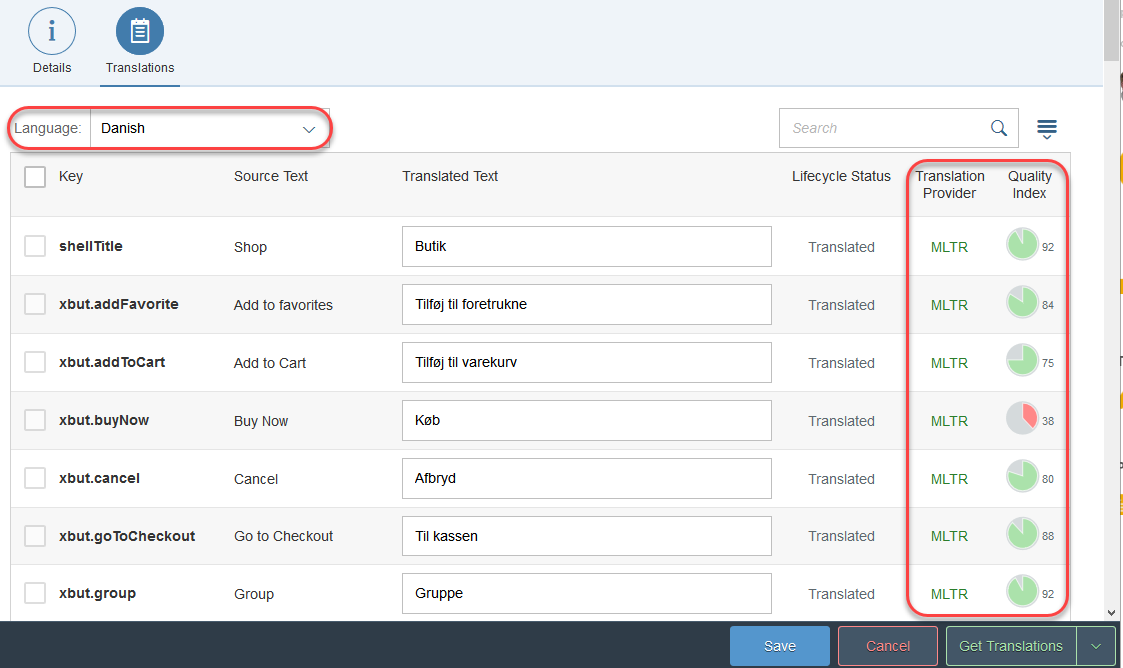 i
Details
Translations
Language: Danish
Search
Key Source Text Translated Text Lifecycle Status Translation Provider Quality Index
shellTitle Shop Butik Translated MLTR 92
xbut.addFavorite Add to favorites Tilføj til foretrukne Translated MLTR 84
xbut.addToCart Add to Cart Tilføj til varekurv Translated MLTR 75
xbut.buyNow Buy Now Køb Translated MLTR 38
xbut.cancel Cancel Afbryd Translated MLTR 80
xbut.goToCheckout Go to Checkout Til kassen Translated MLTR 88
xbut.group Group Gruppe Translated MLTR 92
Save Cancel Get Translations